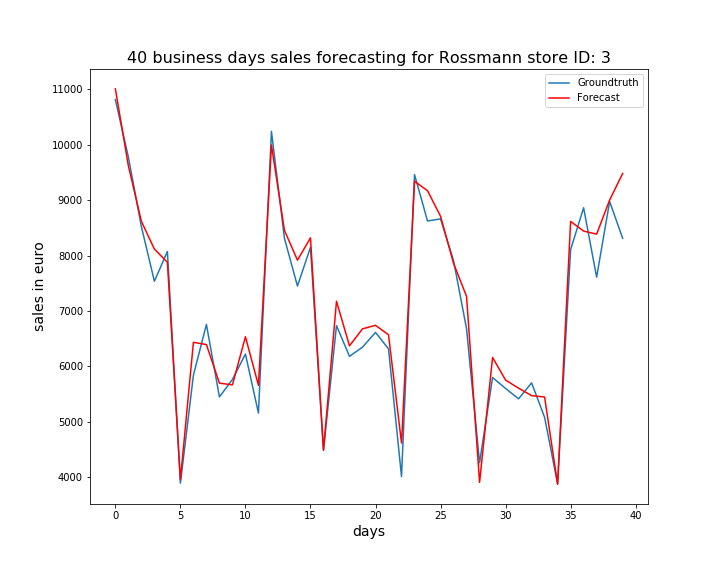 40 business days sales forecasting for Rossmann store ID: 3
Groundtruth
Forecast
11000
10000
9000
8000
7000
6000
5000
4000
sales in euro
0 5 10 15 20 25 30 35 40
days